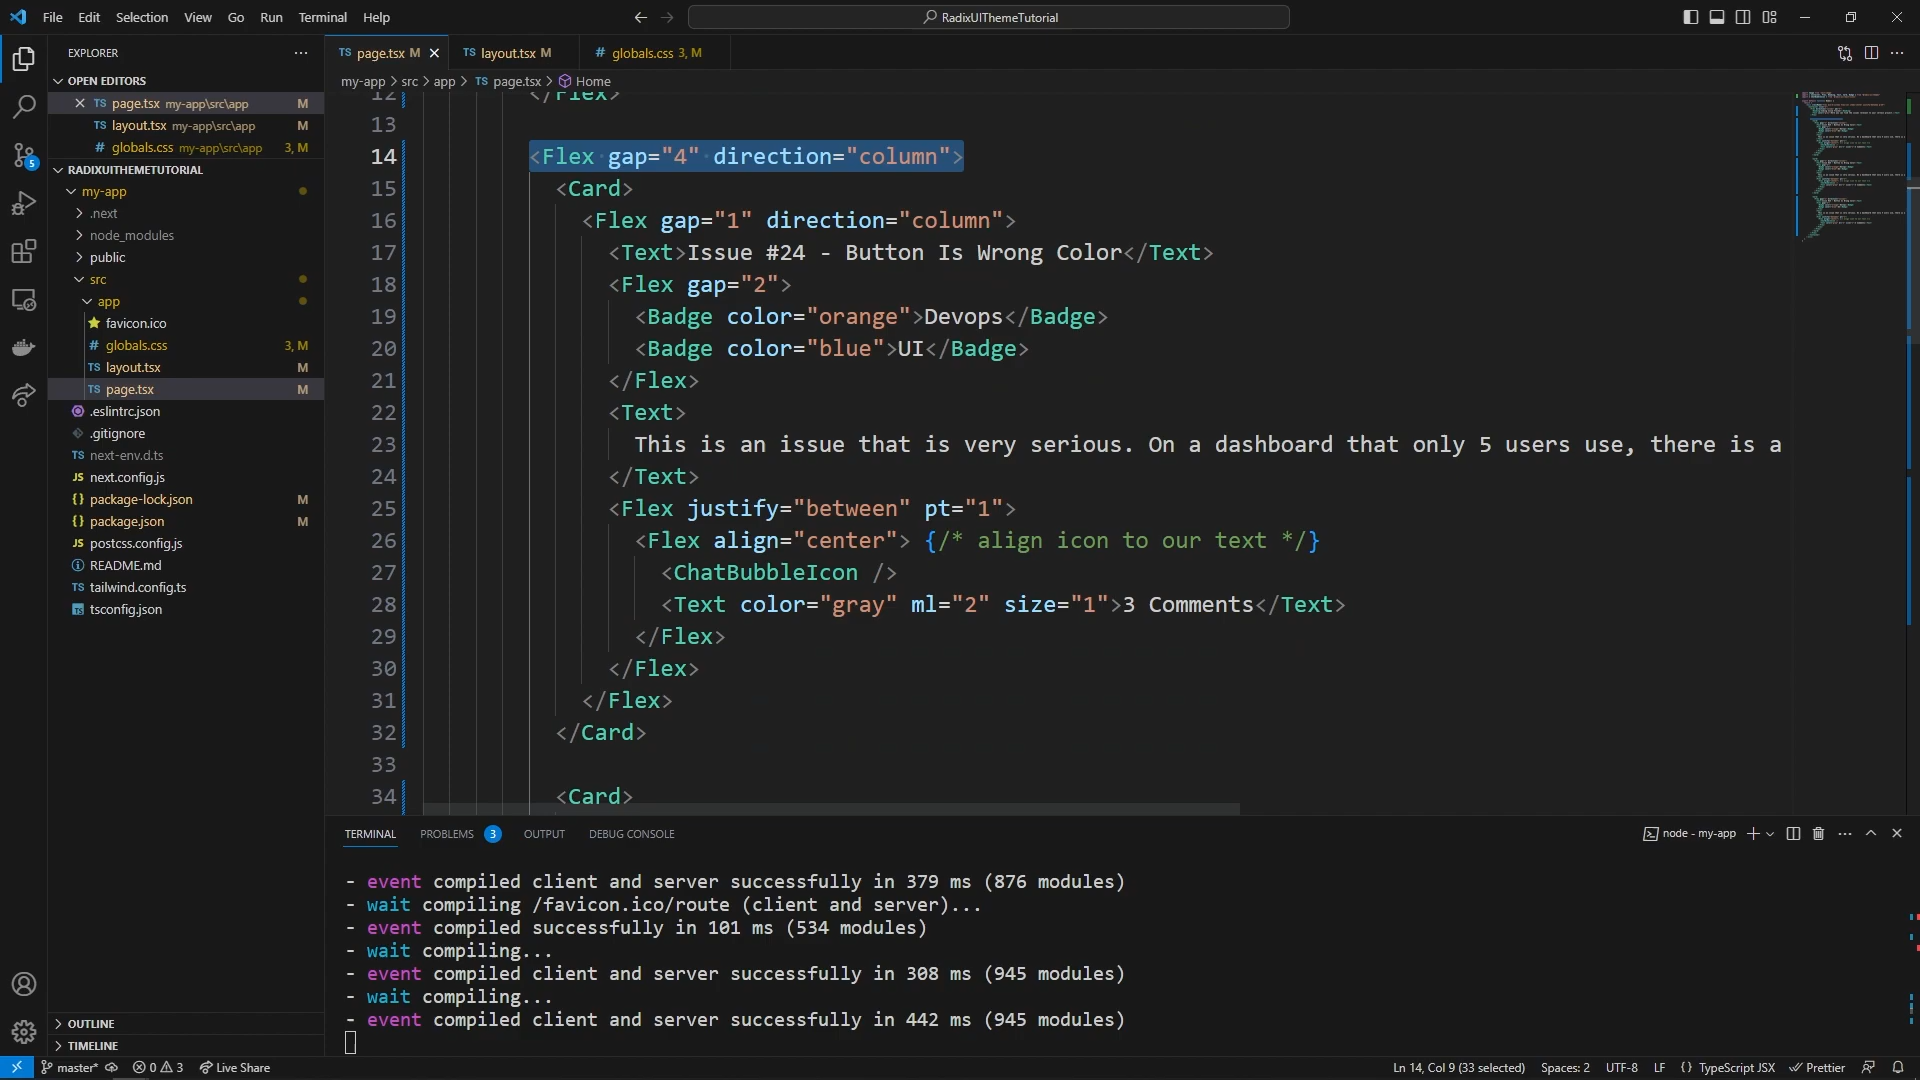 File Edit Selection View Go Run Terminal Help
RadixUIThemeTutorial
EXPLORER
OPEN EDITORS
TS page.tsx my-app\src\app M
TS layout.tsx my-app\src\app M
# globals.css my-app\src\app 3, M
RADIXUITHEMETUTORIAL
my-app
.next
node_modules
public
src
app
favicon.ico
# globals.css 3, M
TS layout.tsx M
TS page.tsx M
.eslintrc.json
.gitignore
TS next-env.d.ts
JS next.config.js
{} package-lock.json M
{} package.json M
JS postcss.config.js
README.md
TS tailwind.config.ts
tsconfig.json
OUTLINE
TIMELINE
TS page.tsx M
TS layout.tsx M
# globals.css 3, M
my-app > src > app > TS page.tsx > Home
12 </Flex>
13
14 <Flex gap="4" direction="column">
15 <Card>
16 <Flex gap="1" direction="column">
17 <Text>Issue #24 - Button Is Wrong Color</Text>
18 <Flex gap="2">
19 <Badge color="orange">Devops</Badge>
20 <Badge color="blue">UI</Badge>
21 </Flex>
22 <Text>
23 This is an issue that is very serious. On a dashboard that only 5 users use, there is a
24 </Text>
25 <Flex justify="between" pt="1">
26 <Flex align="center"> {/* align icon to our text */}
27 <ChatBubbleIcon />
28 <Text color="gray" ml="2" size="1">3 Comments</Text>
29 </Flex>
30 </Flex>
31 </Flex>
32 </Card>
33
34 <Card>
TERMINAL PROBLEMS 3 OUTPUT DEBUG CONSOLE
node - my-app
- event compiled client and server successfully in 379 ms (876 modules)
- wait compiling /favicon.ico/route (client and server)...
- event compiled successfully in 101 ms (534 modules)
- wait compiling...
- event compiled client and server successfully in 308 ms (945 modules)
- wait compiling...
- event compiled client and server successfully in 442 ms (945 modules)
5
master* 0 3 Live Share
Ln 14, Col 9 (33 selected) Spaces: 2 UTF-8 LF {} TypeScript JSX Prettier